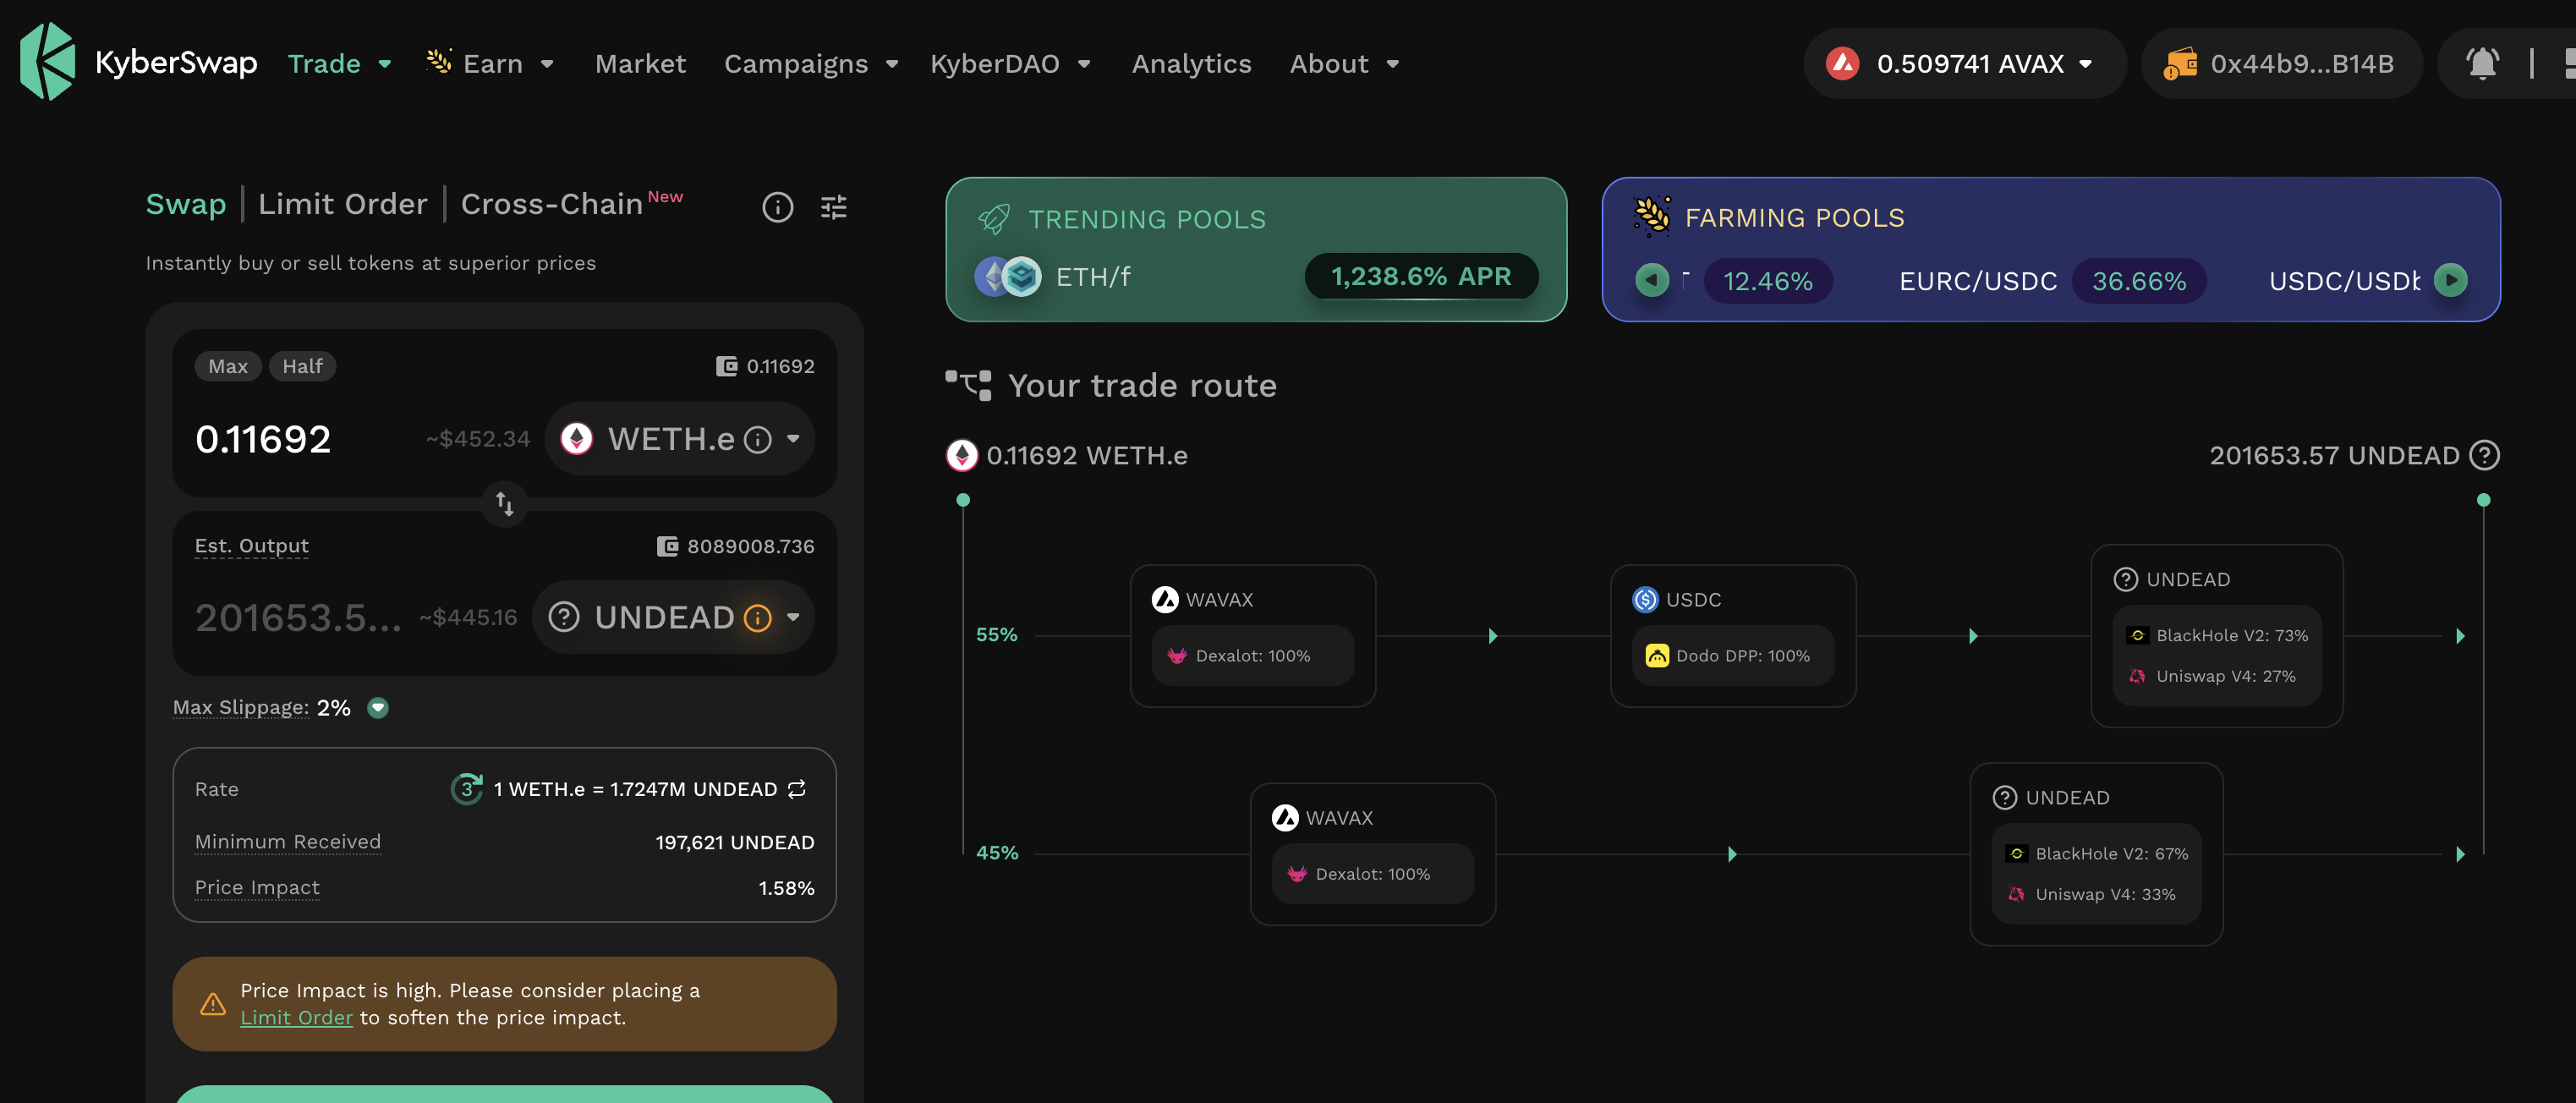 KyberSwap Trade Earn Market Campaigns KyberDAO Analytics About 0.509741 AVAX 0x44b9...B14B
Swap | Limit Order | Cross-Chain New
Instantly buy or sell tokens at superior prices
Max Half 0.11692
0.11692 ~$452.34 WETH.e
Est. Output 8089008.736
201653.5... ~$445.16 UNDEAD
Max Slippage: 2%
Rate 3 1 WETH.e = 1.7247M UNDEAD
Minimum Received 197,621 UNDEAD
Price Impact 1.58%
Price Impact is high. Please consider placing a
Limit Order to soften the price impact.
TRENDING POOLS
ETH/f 1,238.6% APR
FARMING POOLS
12.46% EURC/USDC 36.66% USDC/USDt
Your trade route
0.11692 WETH.e 201653.57 UNDEAD
55%
WAVAX
Dexalot: 100%
USDC
Dodo DPP: 100%
UNDEAD
BlackHole V2: 73%
Uniswap V4: 27%
45%
WAVAX
Dexalot: 100%
UNDEAD
BlackHole V2: 67%
Uniswap V4: 33%